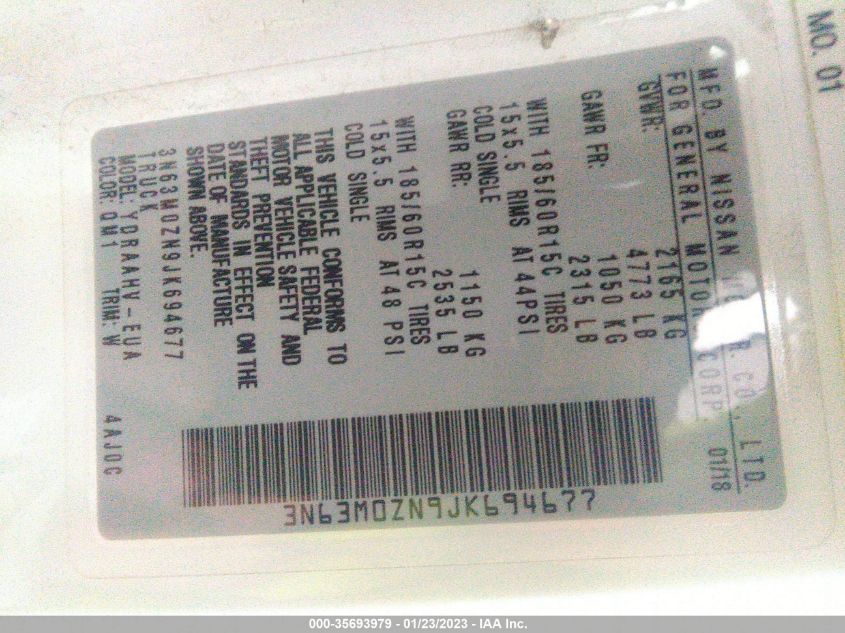 MO. 01
MFD. BY NISSAN R. CO., LTD.
FOR GENERAL MOTOR CORP. 01/18
GVWR: 2165 KG
4773 LB
GAWR FR: 1050 KG
2315 LB
WITH 185/60R15C TIRES
15x5.5 RIMS AT 44PSI
COLD SINGLE
GAWR RR: 1150 KG
2535 LB
WITH 185/60R15C TIRES
15x5.5 RIMS AT 48 PSI
COLD SINGLE
THIS VEHICLE CONFORMS TO
ALL APPLICABLE FEDERAL
MOTOR VEHICLE SAFETY AND
THEFT PREVENTION
STANDARDS IN EFFECT ON THE
DATE OF MANUFACTURE
SHOWN ABOVE.
3N63M0ZN9JK694677
TRUCK
MODEL: YDRAAHV-EUA
COLOR: QM1 TRIM: W 4AJ0C
3N63M0ZN9JK694677
000-35693979 - 01/23/2023 - IAA Inc.